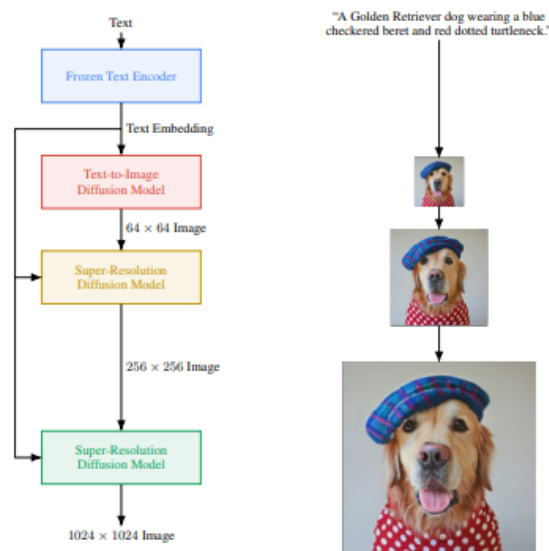 Text
Frozen Text Encoder
Text Embedding
Text-to-Image
Diffusion Model
64 × 64 Image
Super-Resolution
Diffusion Model
256 × 256 Image
Super-Resolution
Diffusion Model
1024 × 1024 Image
“A Golden Retriever dog wearing a blue
checkered beret and red dotted turtleneck.”